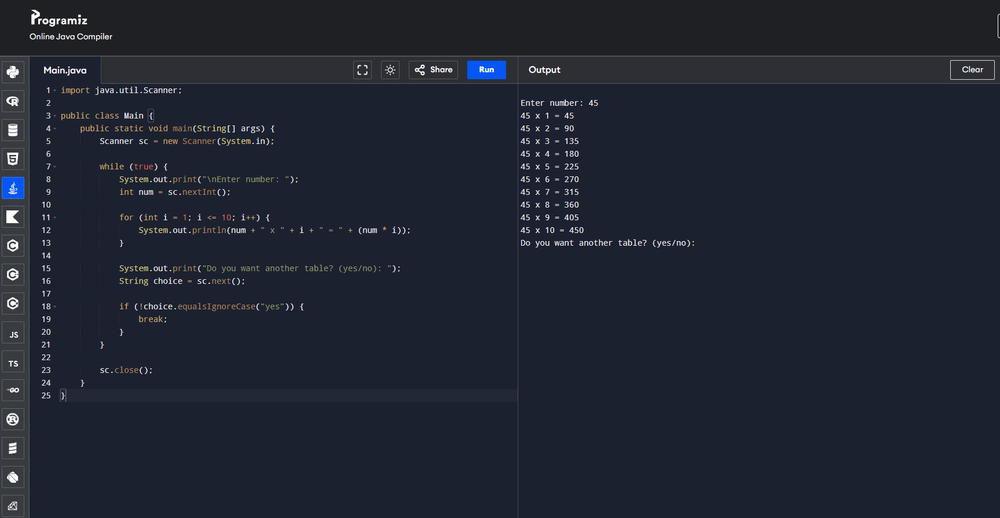 Programiz
Online Java Compiler
Main.java
Share
Run
Output
Clear
1 import java.util.Scanner;
2
3 public class Main {
4     public static void main(String[] args) {
5         Scanner sc = new Scanner(System.in);
6
7         while (true) {
8             System.out.print("\nEnter number: ");
9             int num = sc.nextInt();
10
11             for (int i = 1; i <= 10; i++) {
12                 System.out.println(num + " x " + i + " = " + (num * i));
13             }
14
15             System.out.print("Do you want another table? (yes/no): ");
16             String choice = sc.next();
17
18             if (!choice.equalsIgnoreCase("yes")) {
19                 break;
20             }
21         }
22
23         sc.close();
24     }
25 }
Enter number: 45
45 x 1 = 45
45 x 2 = 90
45 x 3 = 135
45 x 4 = 180
45 x 5 = 225
45 x 6 = 270
45 x 7 = 315
45 x 8 = 360
45 x 9 = 405
45 x 10 = 450
Do you want another table? (yes/no):
R
5
C
C
C
JS
TS
GO
R